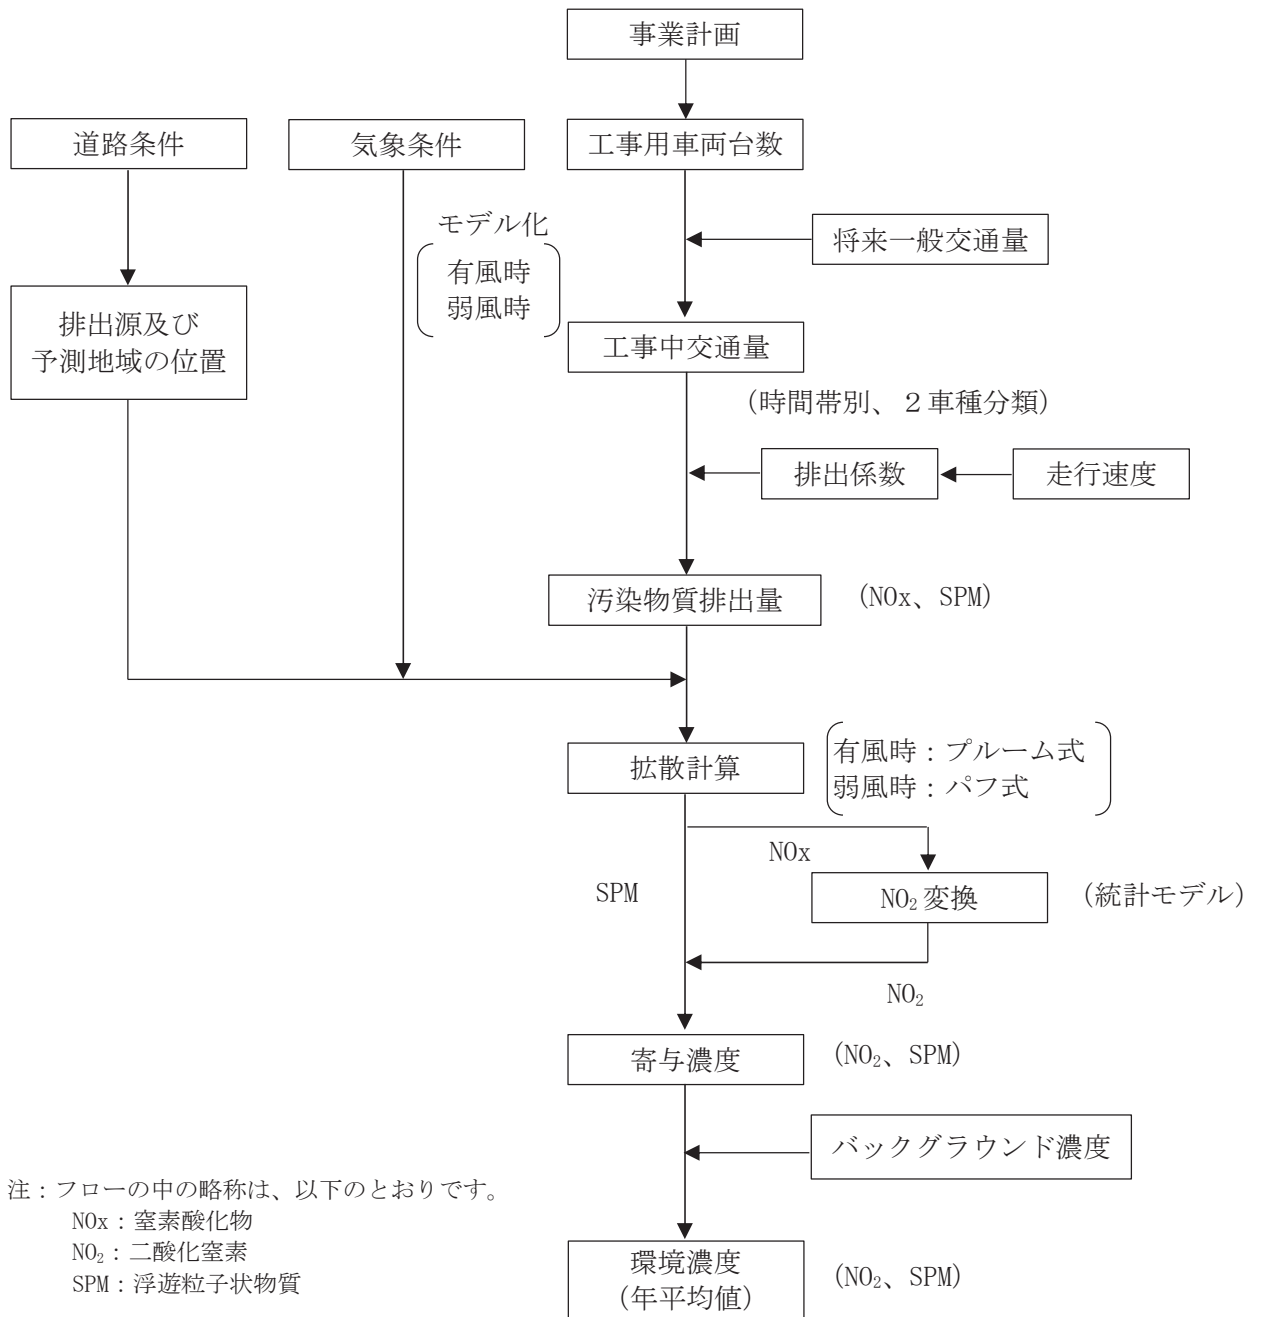 事業計画
道路条件
気象条件
工事用車両台数
モデル化
有風時
弱風時
将来一般交通量
排出源及び
予測地域の位置
工事中交通量
(時間帯別、２車種分類)
排出係数
走行速度
汚染物質排出量
(NOx、SPM)
拡散計算
有風時：プルーム式
弱風時：パフ式
NOx
SPM
NO₂変換
(統計モデル)
NO₂
寄与濃度
(NO₂、SPM)
バックグラウンド濃度
注：フローの中の略称は、以下のとおりです。
NOx：窒素酸化物
NO₂：二酸化窒素
SPM：浮遊粒子状物質
環境濃度
(年平均値)
(NO₂、SPM)